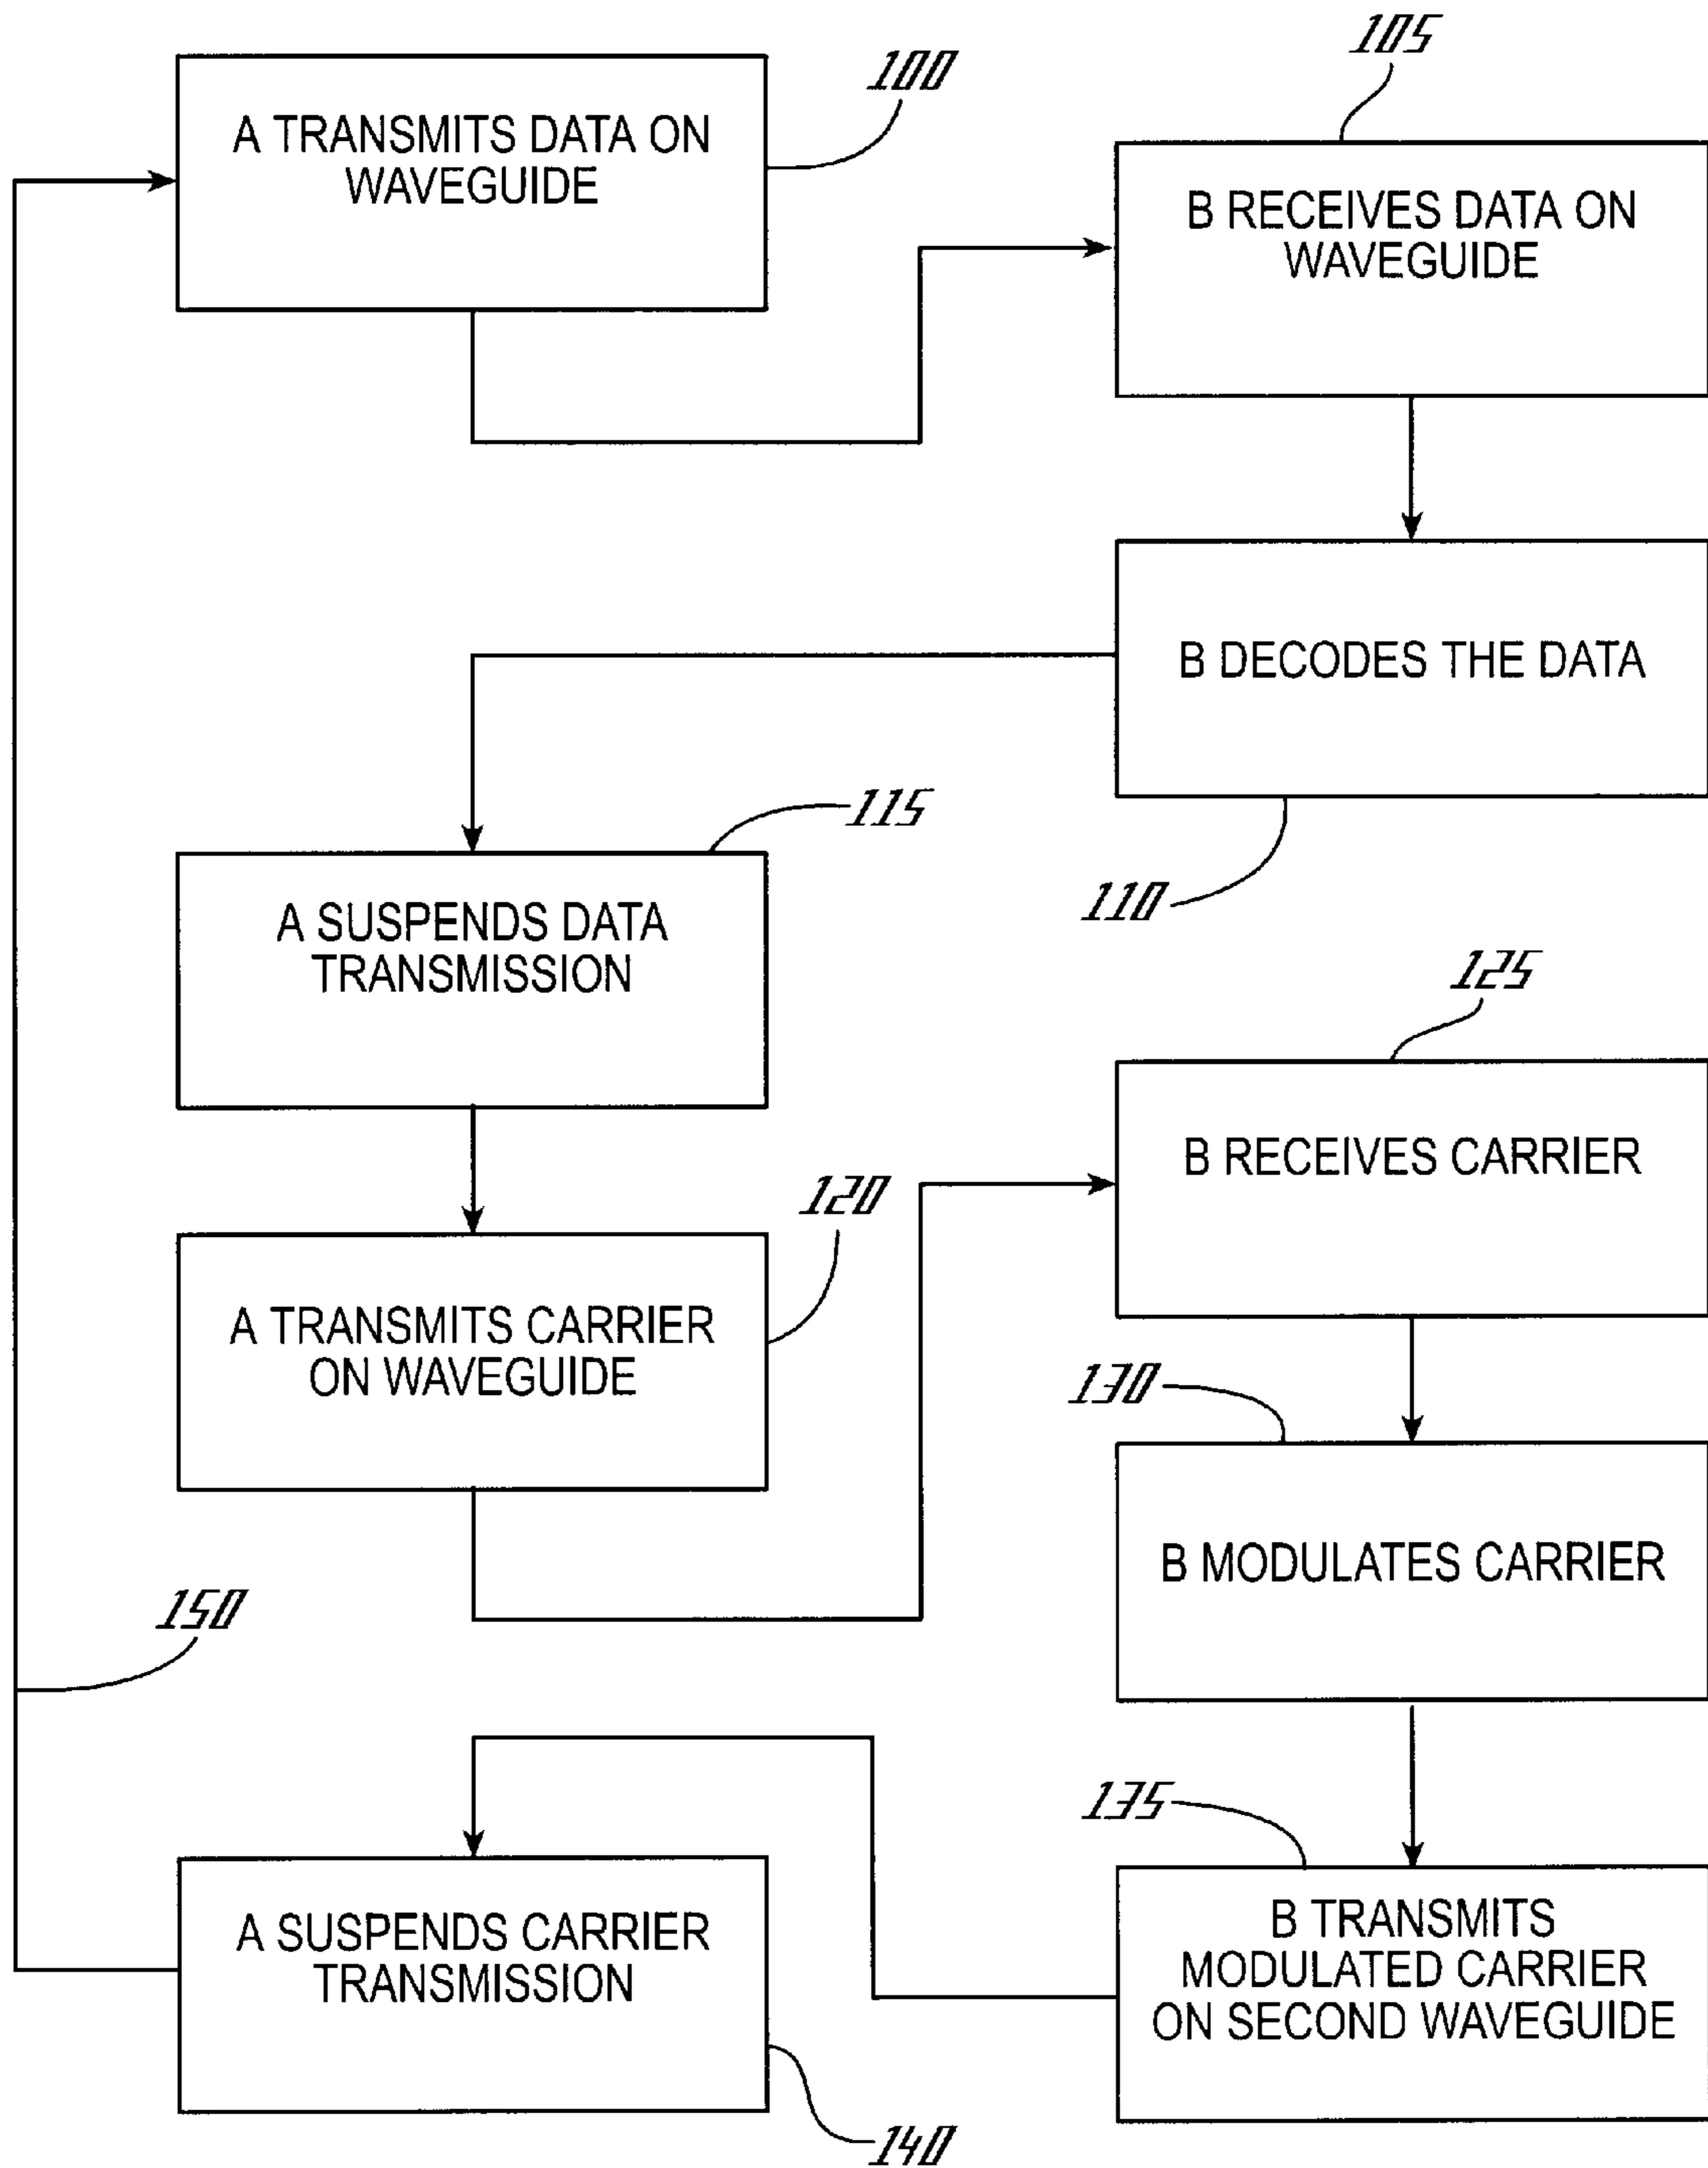 100
A TRANSMITS DATA ON
WAVEGUIDE
105
B RECEIVES DATA ON
WAVEGUIDE
B DECODES THE DATA
110
115
A SUSPENDS DATA
TRANSMISSION
120
A TRANSMITS CARRIER
ON WAVEGUIDE
125
B RECEIVES CARRIER
130
B MODULATES CARRIER
135
B TRANSMITS
MODULATED CARRIER
ON SECOND WAVEGUIDE
A SUSPENDS CARRIER
TRANSMISSION
140
150